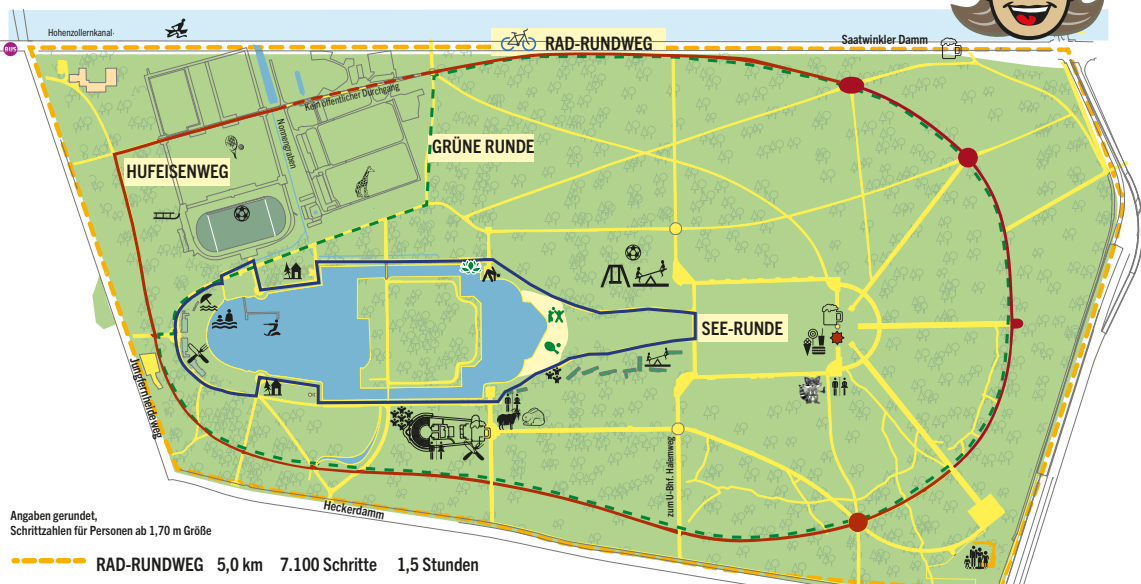 Hohenzollernkanal
BUS
RAD-RUNDWEG
Saatwinkler Damm
Kein öffentlicher Durchgang
Nonnengraben
GRÜNE RUNDE
HUFEISENWEG
SEE-RUNDE
Jungfernheideweg
zum U-Bhf. Halemweg
Heckerdamm
Angaben gerundet,
Schrittzahlen für Personen ab 1,70 m Größe
RAD-RUNDWEG 5,0 km 7.100 Schritte 1,5 Stunden